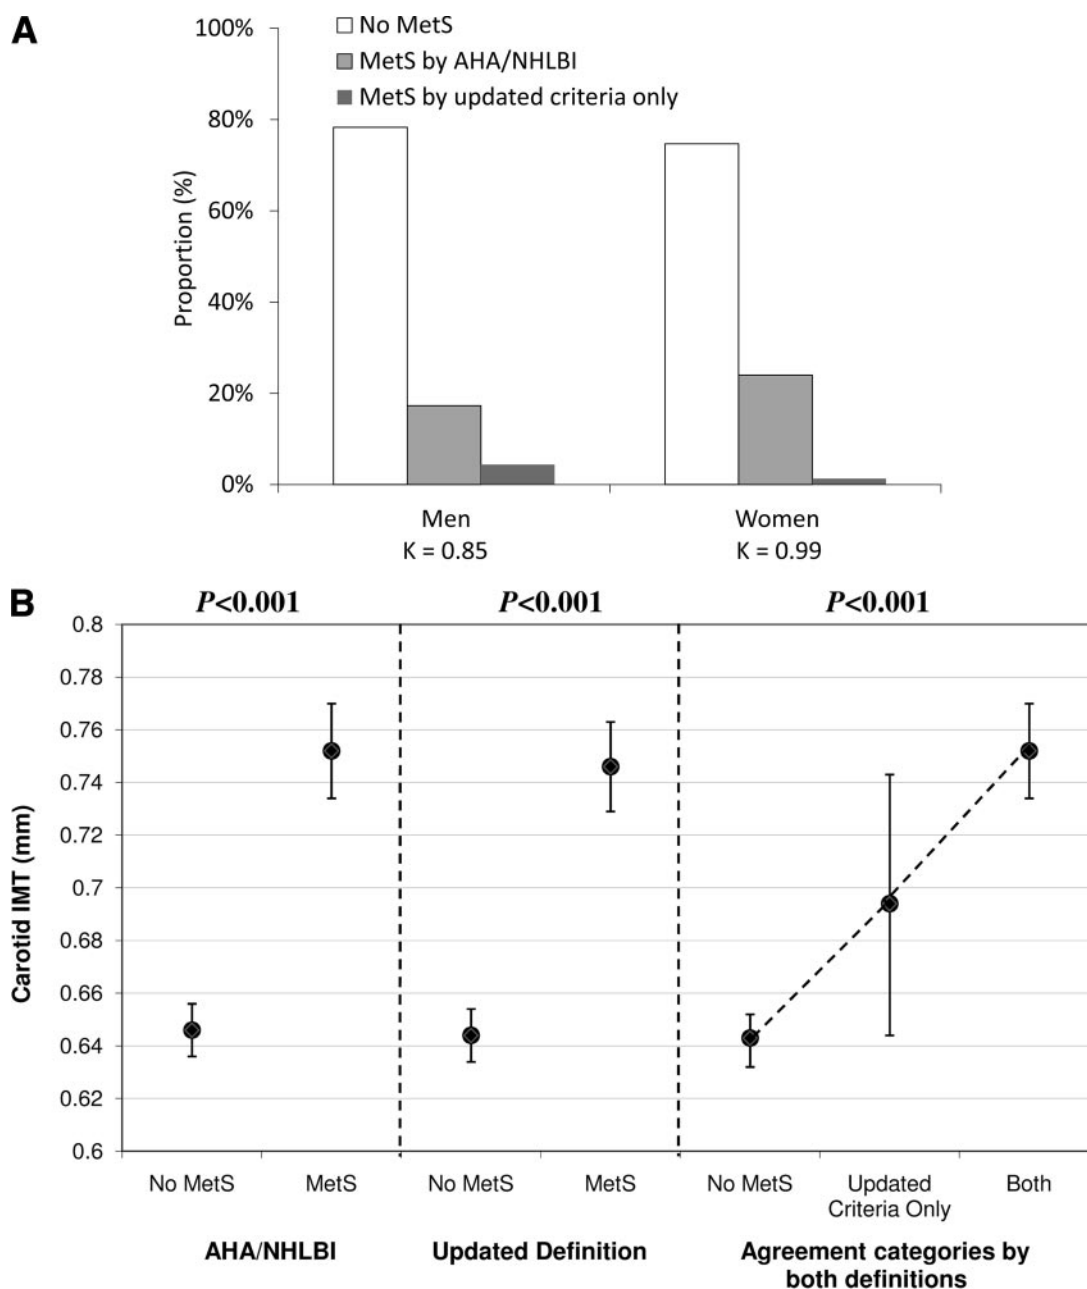 A
100%
No MetS
MetS by AHA/NHLBI
MetS by updated criteria only
80%
60%
40%
20%
0%
Proportion (%)
Men
Women
K = 0.85
K = 0.99
B
P<0.001
P<0.001
P<0.001
0.8
0.78
0.76
0.74
0.72
0.7
0.68
0.66
0.64
0.62
0.6
Carotid IMT (mm)
No MetS
MetS
No MetS
MetS
No MetS
Updated
Criteria Only
Both
AHA/NHLBI
Updated Definition
Agreement categories by
both definitions